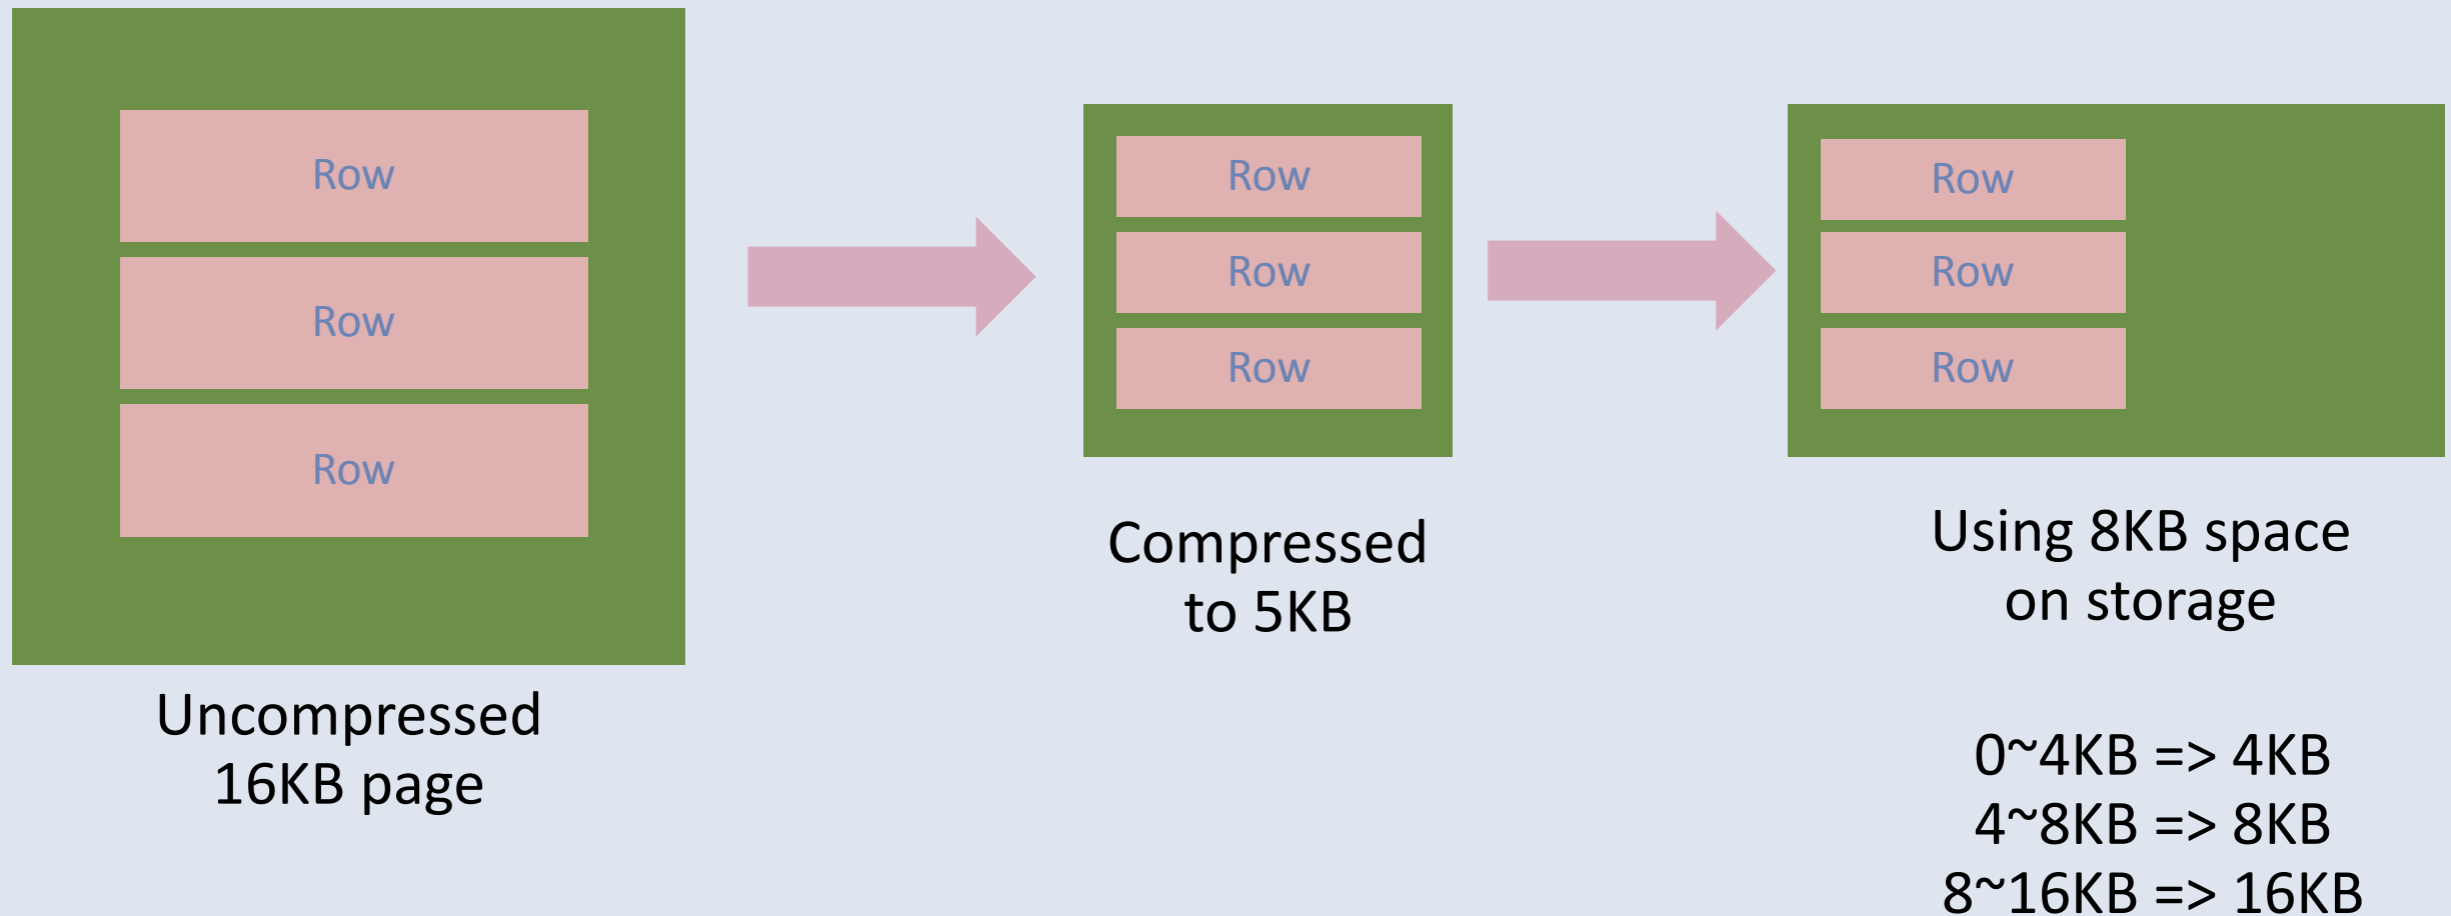 Row
Row
Row
Uncompressed
16KB page
Row
Row
Row
Compressed
to 5KB
Row
Row
Row
Using 8KB space
on storage
0~4KB => 4KB
4~8KB => 8KB
8~16KB => 16KB